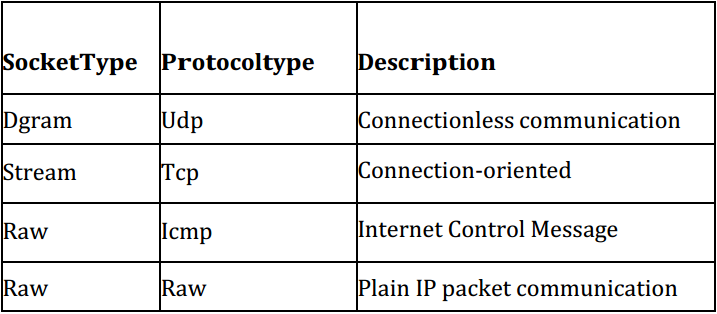 SocketType Protocoltype Description
Dgram Udp Connectionless communication
Stream Tcp Connection-oriented
Raw Icmp Internet Control Message
Raw Raw Plain IP packet communication